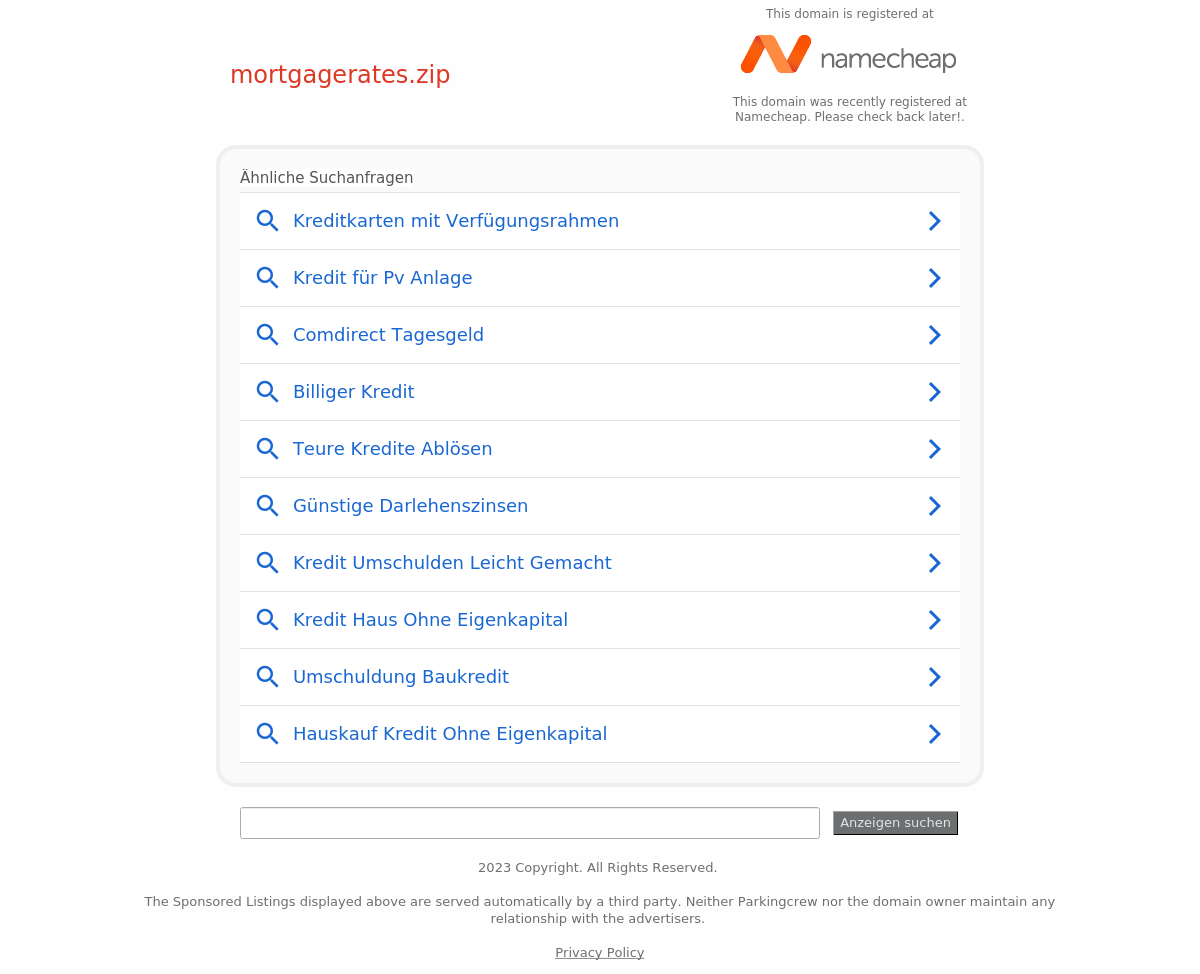 This domain is registered at
namecheap
mortgagerates.zip
This domain was recently registered at
Namecheap. Please check back later!.
Ähnliche Suchanfragen
Kreditkarten mit Verfügungsrahmen
Kredit für Pv Anlage
Comdirect Tagesgeld
Billiger Kredit
Teure Kredite Ablösen
Günstige Darlehenszinsen
Kredit Umschulden Leicht Gemacht
Kredit Haus Ohne Eigenkapital
Umschuldung Baukredit
Hauskauf Kredit Ohne Eigenkapital
Anzeigen suchen
2023 Copyright. All Rights Reserved.
The Sponsored Listings displayed above are served automatically by a third party. Neither Parkingcrew nor the domain owner maintain any
relationship with the advertisers.
Privacy Policy